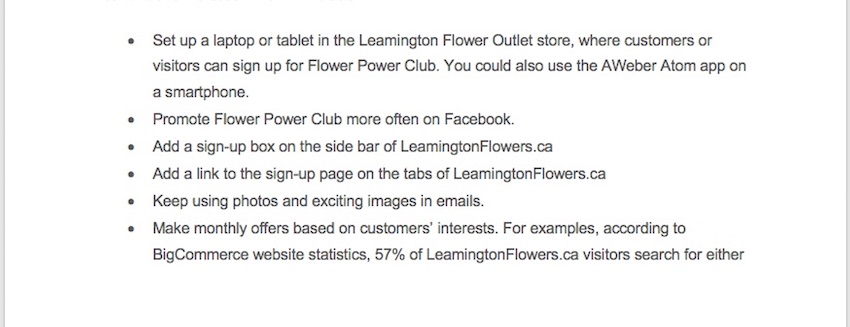 • Set up a laptop or tablet in the Leamington Flower Outlet store, where customers or
visitors can sign up for Flower Power Club. You could also use the AWeber Atom app on
a smartphone.
• Promote Flower Power Club more often on Facebook.
• Add a sign-up box on the side bar of LeamingtonFlowers.ca
• Add a link to the sign-up page on the tabs of LeamingtonFlowers.ca
• Keep using photos and exciting images in emails.
• Make monthly offers based on customers’ interests. For examples, according to
BigCommerce website statistics, 57% of LeamingtonFlowers.ca visitors search for either